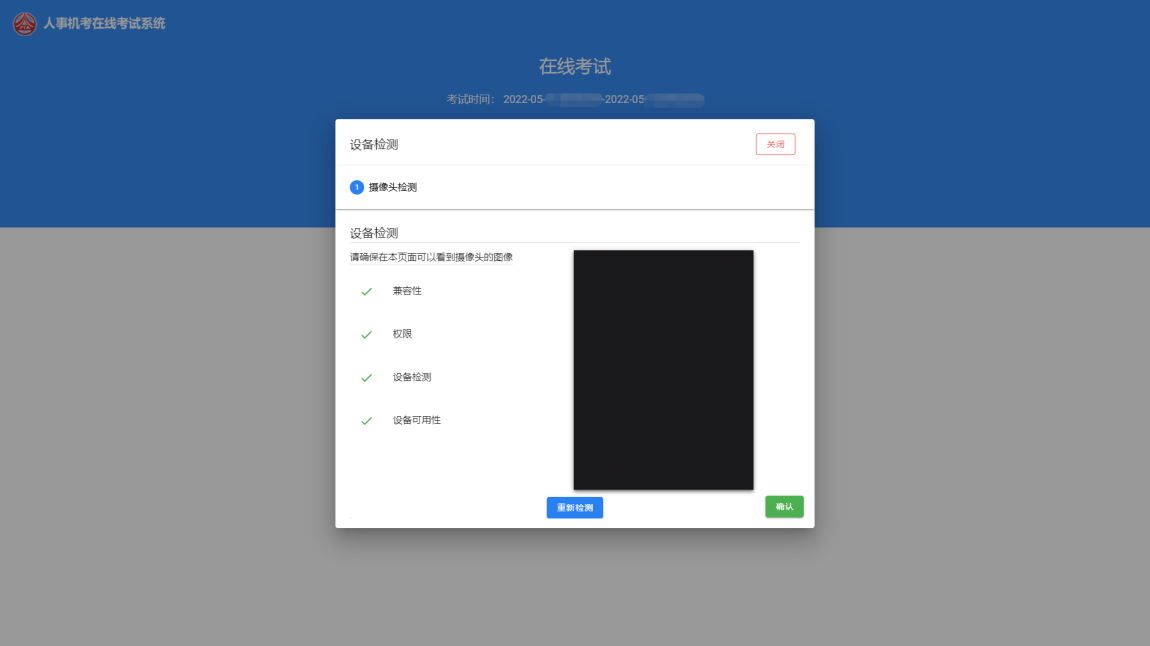 人事机考在线考试系统
在线考试
考试时间： 2022-05- -2022-05
设备检测
关闭
1 摄像头检测
设备检测
请确保在本页面可以看到摄像头的图像
兼容性
权限
设备检测
设备可用性
重新检测
确认